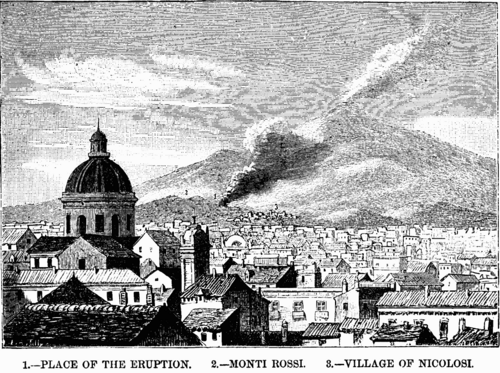 1.—PLACE OF THE ERUPTION. 2.—MONTI ROSSI. 3.—VILLAGE OF NICOLOSI.